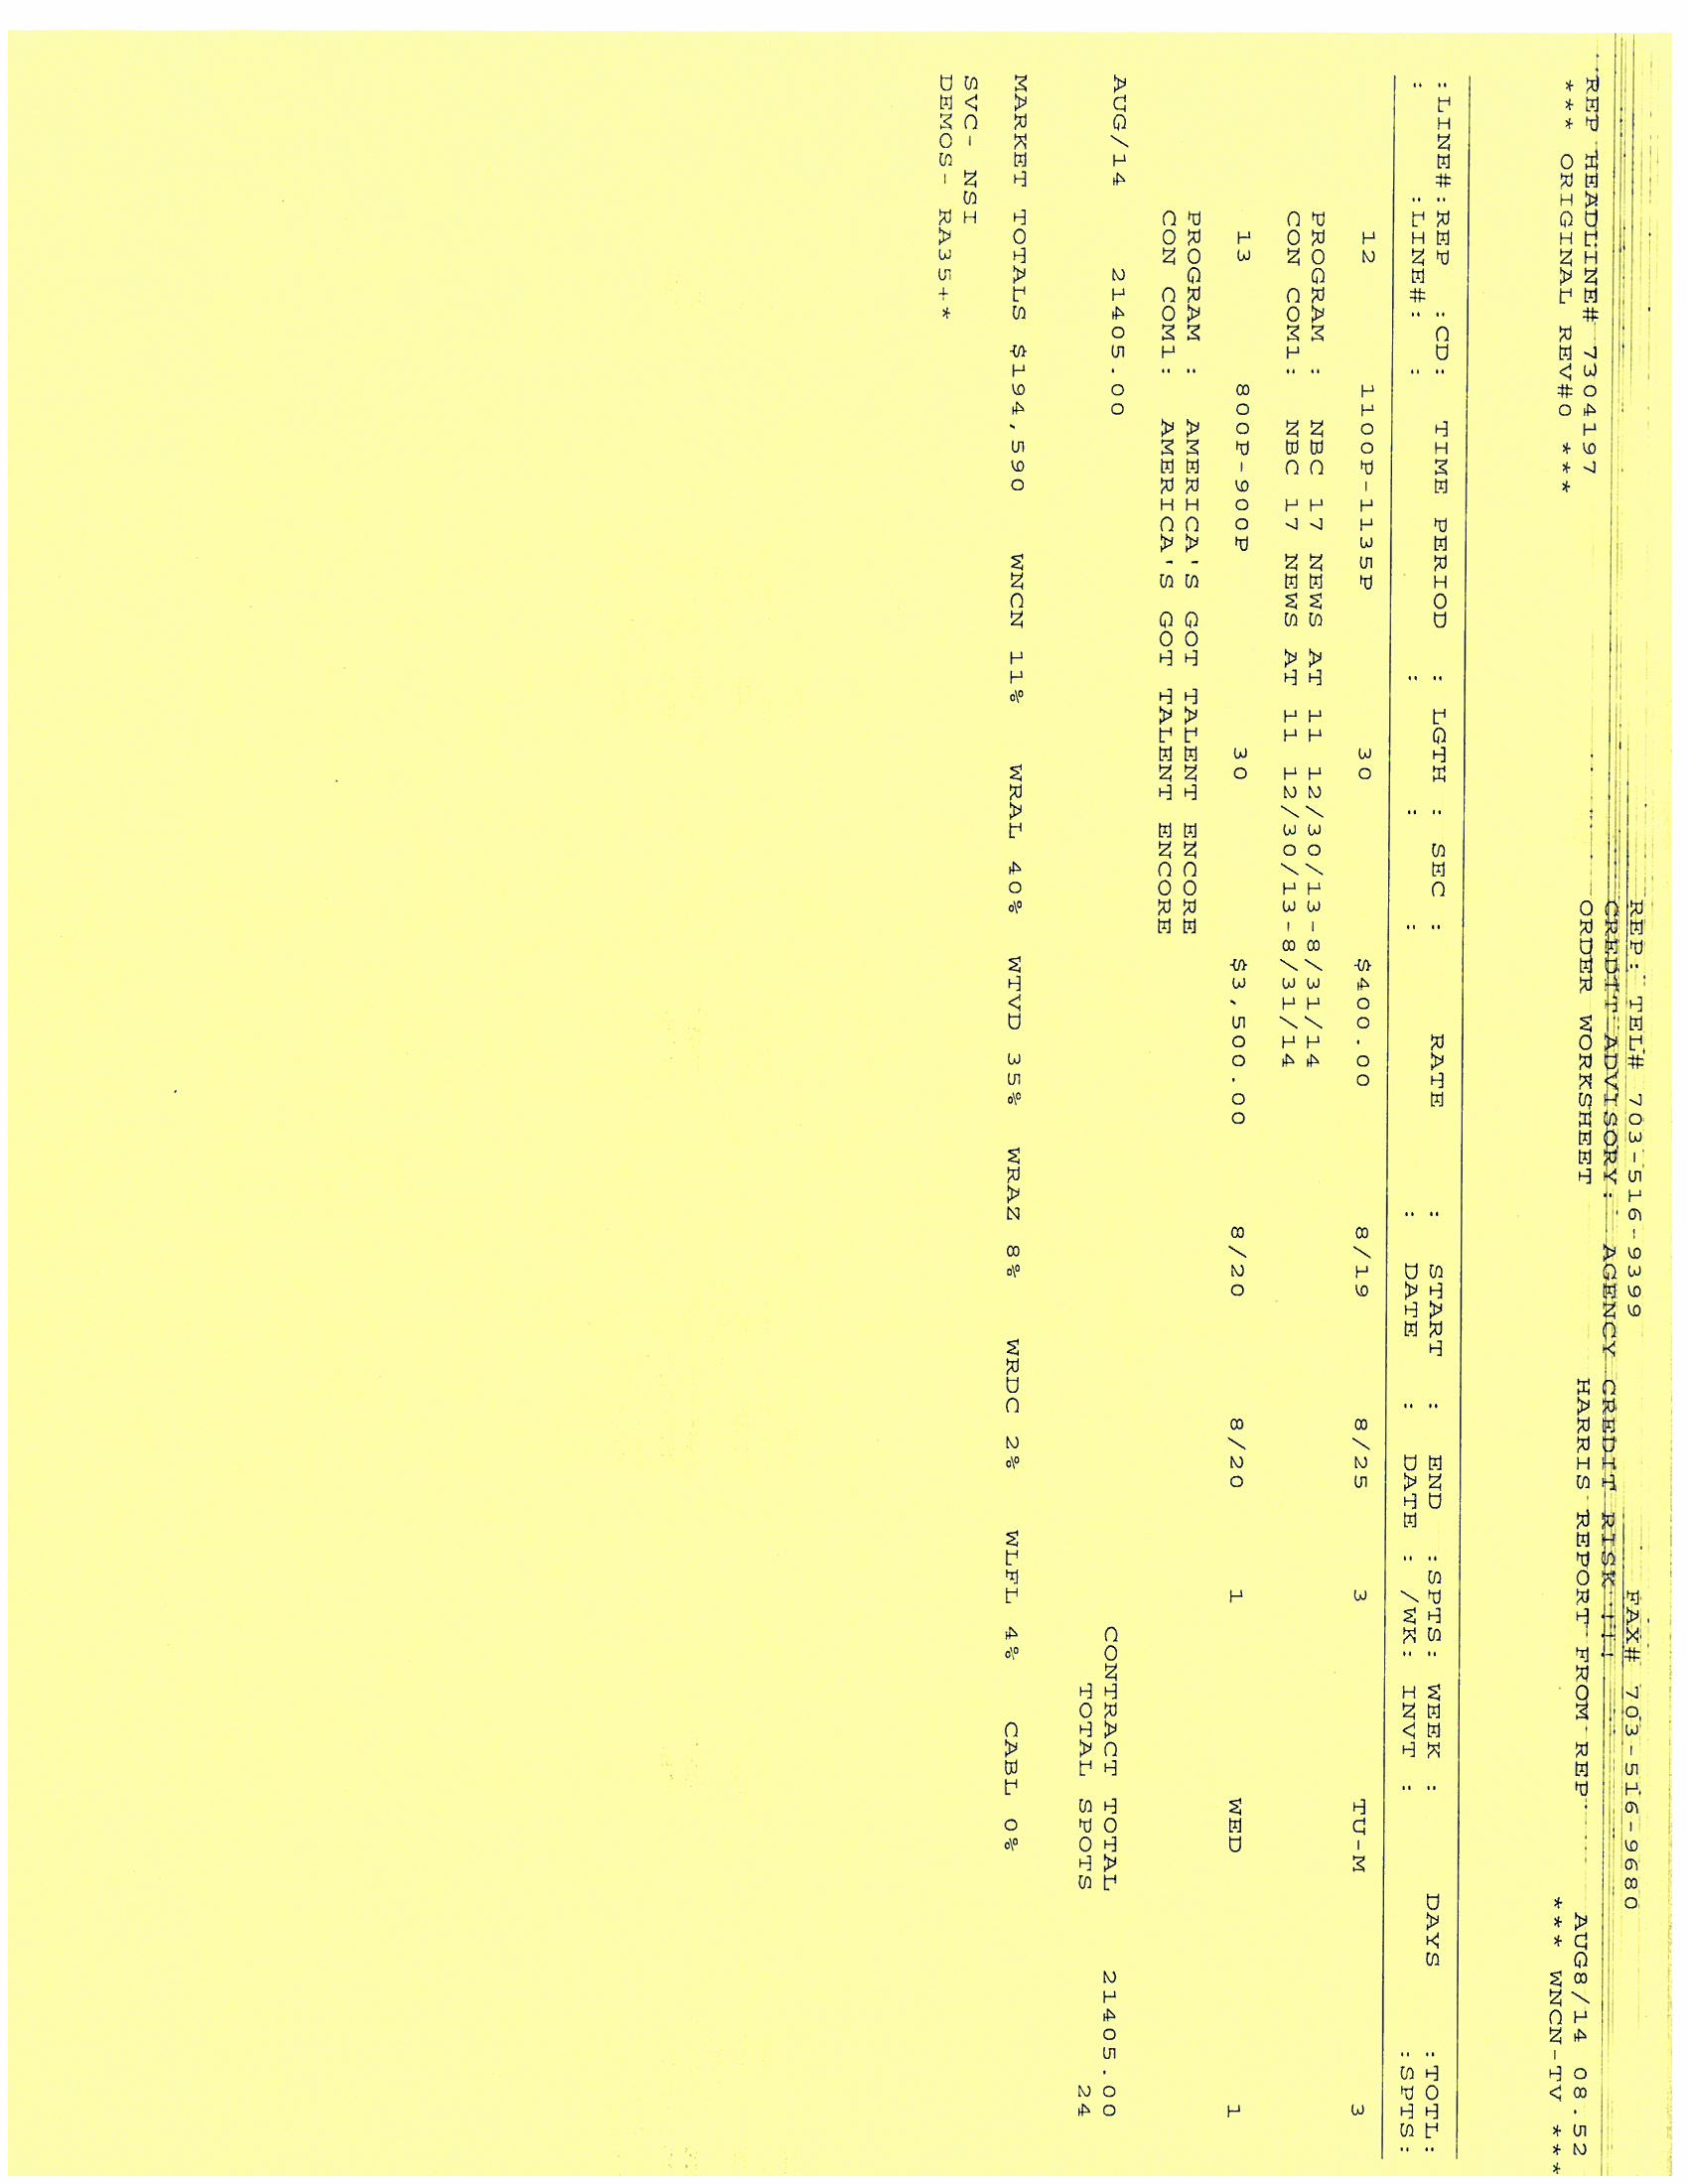 REP: TEL# 703-516-9399 FAX# 703-516-9680
CREDIT ADVISORY: AGENCY CREDIT RISK !!!
REP HEADLINE# 7304197 ORDER WORKSHEET HARRIS REPORT FROM REP AUG8/14 08.52
*** ORIGINAL REV#0 *** *** WNCN-TV ***
:LINE#:REP :CD: TIME PERIOD : LGTH : SEC : RATE : START : END :SPTS: WEEK : DAYS :TOTL:
: :LINE#: : : : : : DATE : DATE : /WK: INVT : :SPTS:
12 1100P-1135P 30 $400.00 8/19 8/25 3 TU-M 3
PROGRAM : NBC 17 NEWS AT 11 12/30/13-8/31/14
CON COM1: NBC 17 NEWS AT 11 12/30/13-8/31/14
13 800P-900P 30 $3,500.00 8/20 8/20 1 WED 1
PROGRAM : AMERICA'S GOT TALENT ENCORE
CON COM1: AMERICA'S GOT TALENT ENCORE
AUG/14 21405.00 CONTRACT TOTAL 21405.00
TOTAL SPOTS 24
MARKET TOTALS $194,590 WNCN 11% WRAL 40% WTVD 35% WRAZ 8% WRDC 2% WLFL 4% CABL 0%
SVC- NSI
DEMOS- RA35+*